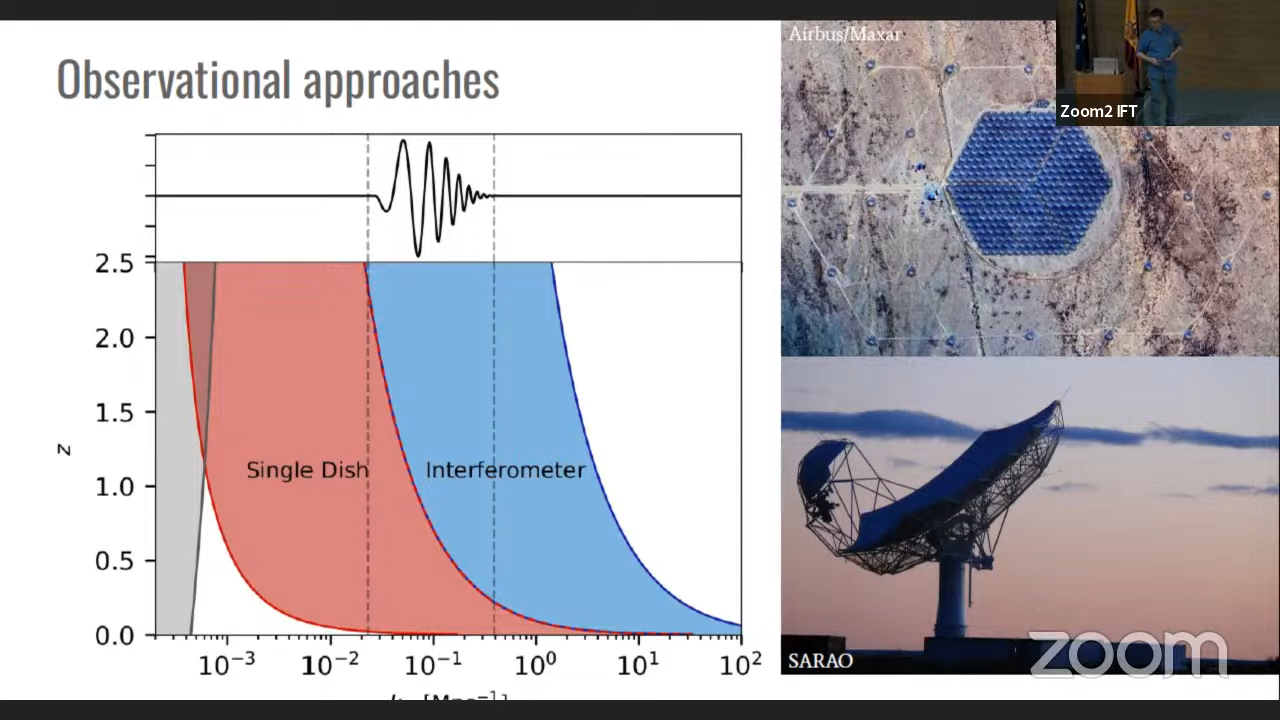 Observational approaches
Airbus/Maxar
Zoom2 IFT
2.5
2.0
1.5
1.0
0.5
0.0
z
Single Dish
Interferometer
10⁻³
10⁻²
10⁻¹
10⁰
10¹
10²
SARAO
zoom